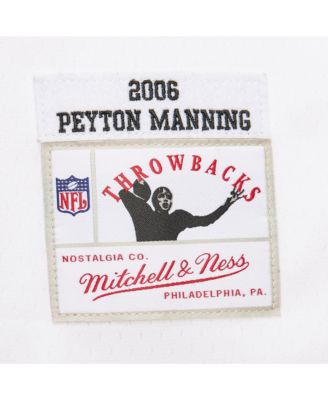 2006
PEYTON MANNING
THROWBACKS
NFL
NOSTALGIA CO.
Mitchell & Ness
PHILADELPHIA, PA.